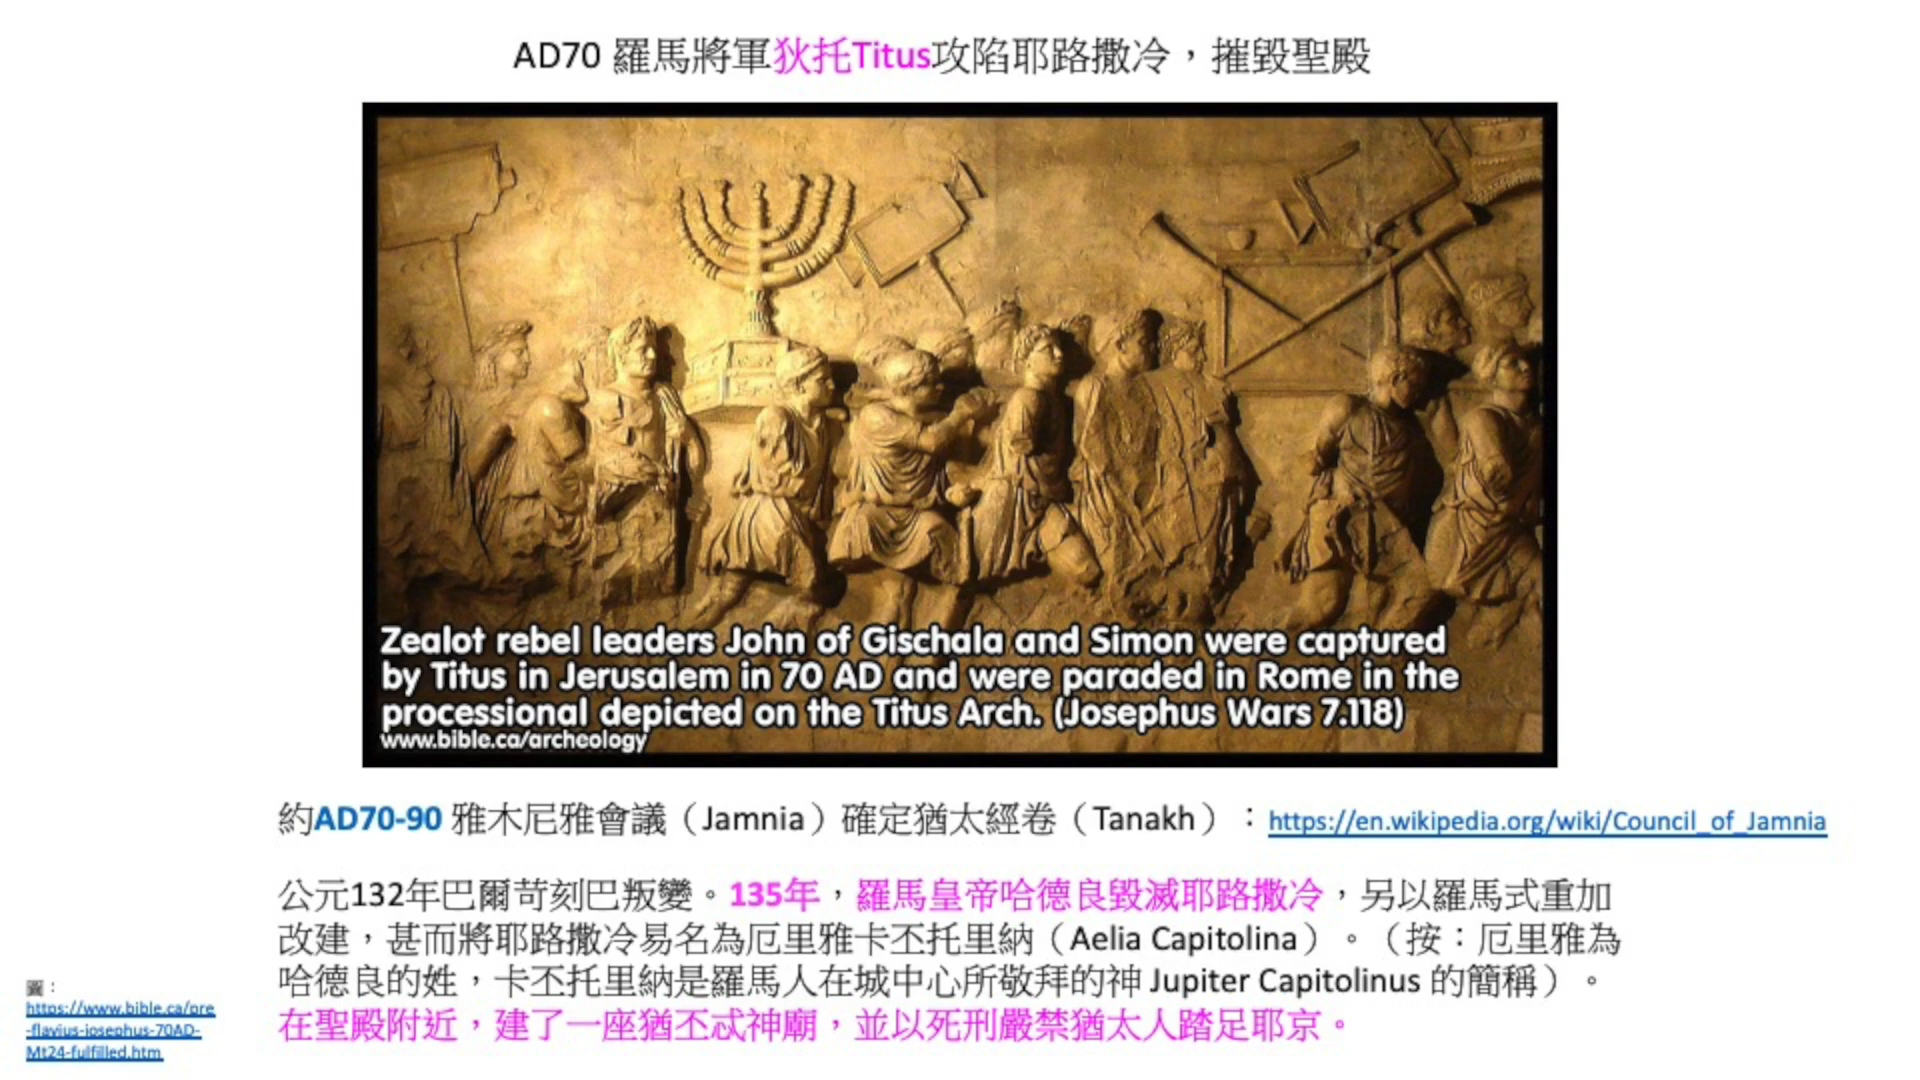 AD70 羅馬將軍狄托Titus攻陷耶路撒冷，摧毀聖殿
Zealot rebel leaders John of Gischala and Simon were captured
by Titus in Jerusalem in 70 AD and were paraded in Rome in the
processional depicted on the Titus Arch. (Josephus Wars 7.118)
www.bible.ca/archeology
約AD70-90 雅木尼雅會議（Jamnia）確定猶太經卷（Tanakh）：https://en.wikipedia.org/wiki/Council_of_Jamnia
公元132年巴爾苛刻巴叛變。135年，羅馬皇帝哈德良毀滅耶路撒冷，另以羅馬式重加
改建，甚而將耶路撒冷易名為厄里雅卡丕托里納（Aelia Capitolina）。（按：厄里雅為
哈德良的姓，卡丕托里納是羅馬人在城中心所敬拜的神 Jupiter Capitolinus 的簡稱）。
在聖殿附近，建了一座猶丕忒神廟，並以死刑嚴禁猶太人踏足耶京。
圖：
https://www.bible.ca/pre
-flavius-josephus-70AD-
Mt24-fulfilled.htm